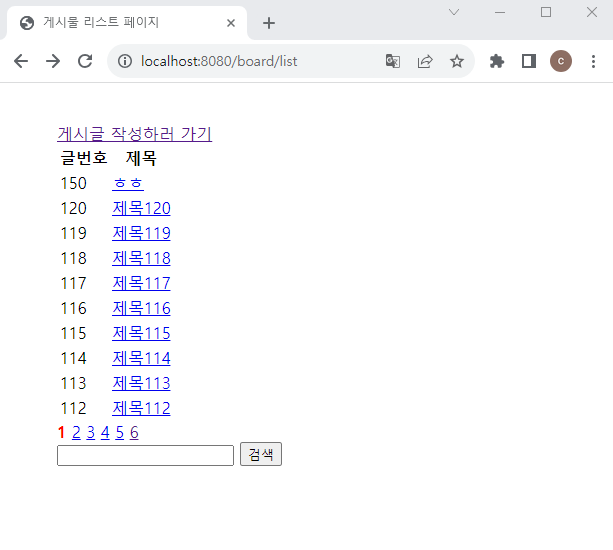 게시물 리스트 페이지
localhost:8080/board/list
c
게시글 작성하러 가기
글번호 제목
150 ㅎㅎ
120 제목120
119 제목119
118 제목118
117 제목117
116 제목116
115 제목115
114 제목114
113 제목113
112 제목112
1 2 3 4 5 6
검색